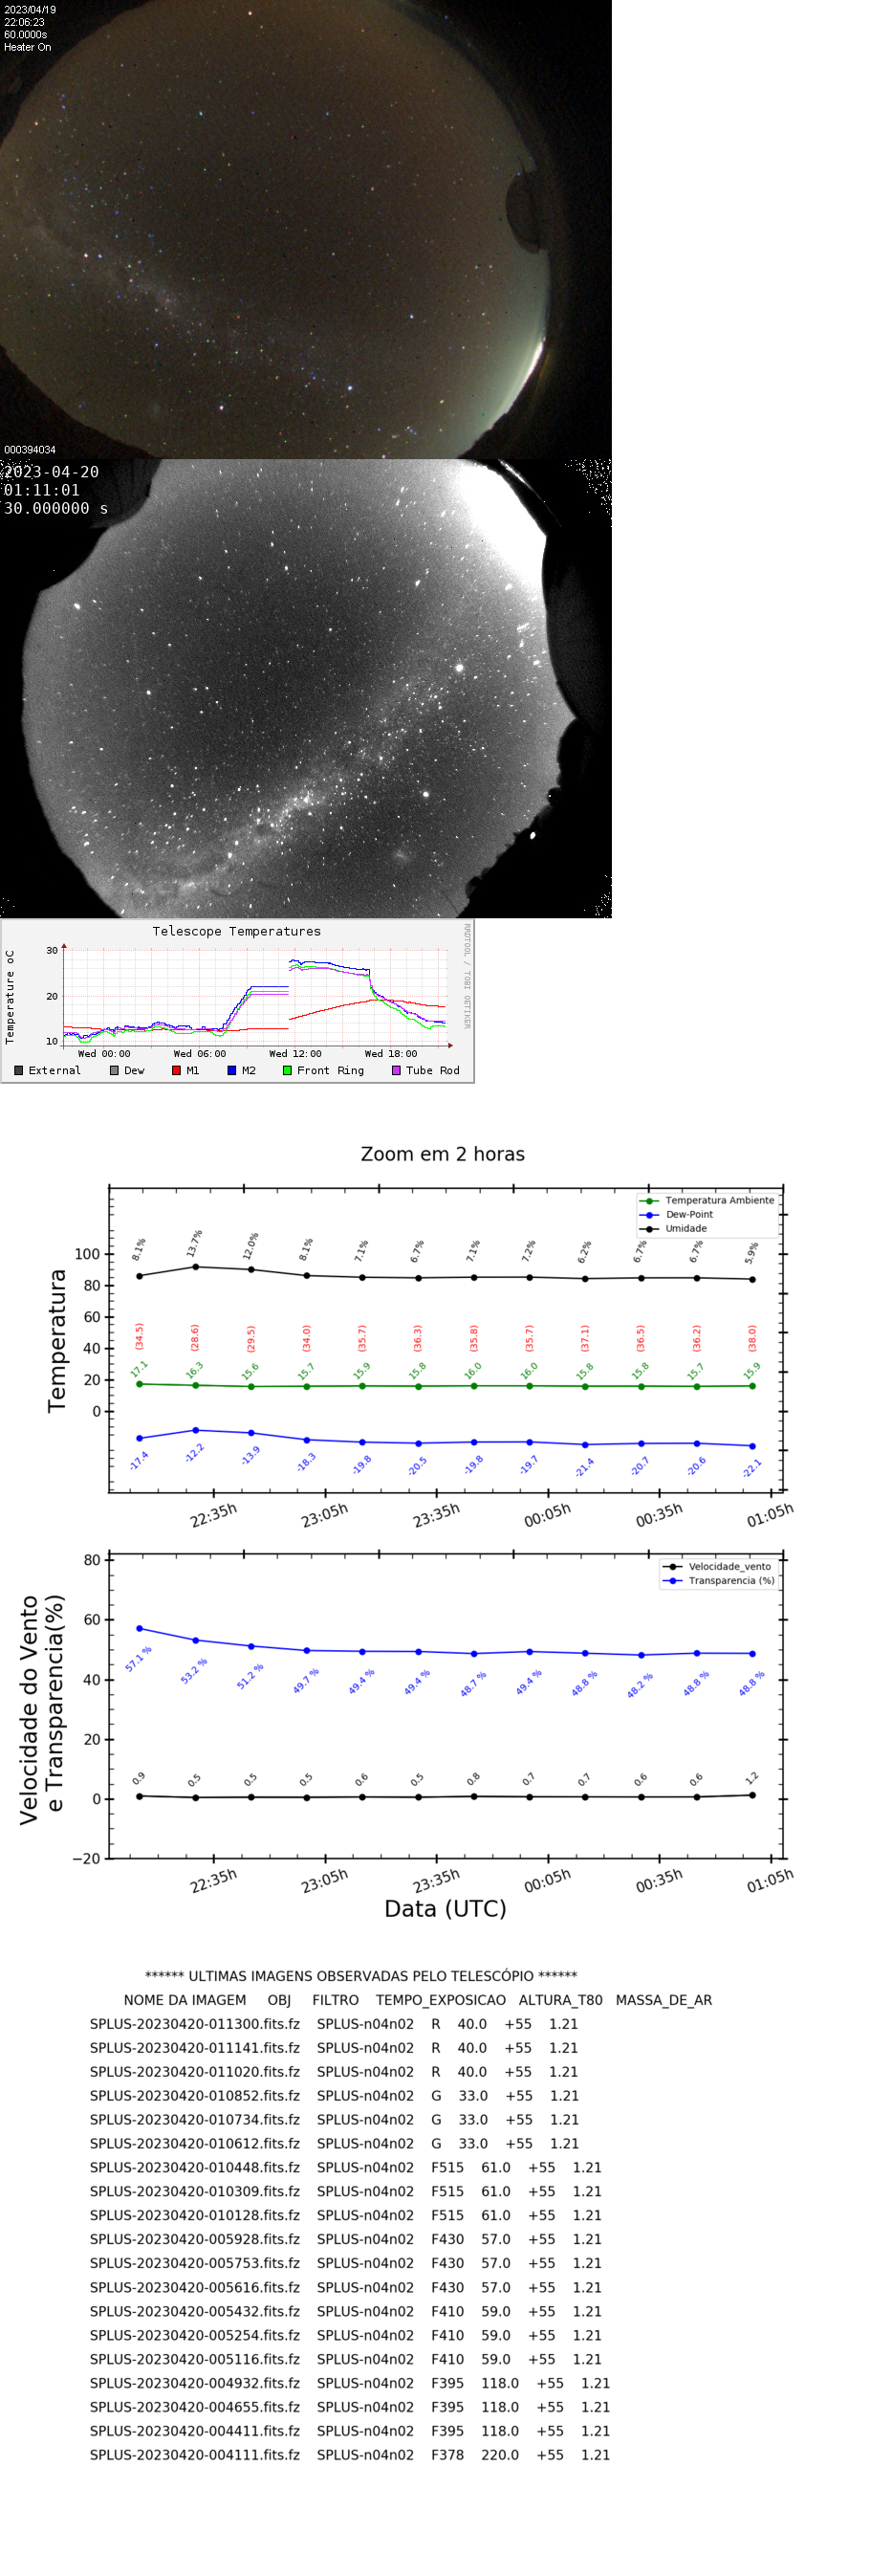 2023/04/19
22:06:23
60.0000s
Heater On
000394034
2023-04-20
01:11:01
30.000000 s
Telescope Temperatures
RRDTOOL / TOBI OETIKER
Temperature oC
30
20
10
Wed 00:00 Wed 06:00 Wed 12:00 Wed 18:00
External Dew M1 M2 Front Ring Tube Rod
Zoom em 2 horas
Temperatura Ambiente
Dew-Point
Umidade
Temperatura
100
80
60
40
20
0
8.1% 13.7% 12.0% 8.1% 7.1% 6.7% 7.1% 7.2% 6.2% 6.7% 6.7% 5.9%
(34.5) (28.6) (29.5) (34.0) (35.7) (36.3) (35.8) (35.7) (37.1) (36.5) (36.2) (38.0)
17.1 16.3 15.6 15.7 15.9 15.8 16.0 16.0 15.8 15.8 15.7 15.9
-17.4 -12.2 -13.9 -18.3 -19.8 -20.5 -19.8 -19.7 -21.4 -20.7 -20.6 -22.1
22:35h 23:05h 23:35h 00:05h 00:35h 01:05h
Velocidade_vento
Transparencia (%)
Velocidade do Vento
e Transparencia(%)
80
60
40
20
0
−20
57.1 % 53.2 % 51.2 % 49.7 % 49.4 % 49.4 % 48.7 % 49.4 % 48.8 % 48.2 % 48.8 % 48.8 %
0.9 0.5 0.5 0.5 0.6 0.5 0.8 0.7 0.7 0.6 0.6 1.2
22:35h 23:05h 23:35h 00:05h 00:35h 01:05h
Data (UTC)
****** ULTIMAS IMAGENS OBSERVADAS PELO TELESCÓPIO ******
NOME DA IMAGEM OBJ FILTRO TEMPO_EXPOSICAO ALTURA_T80 MASSA_DE_AR
SPLUS-20230420-011300.fits.fz SPLUS-n04n02 R 40.0 +55 1.21
SPLUS-20230420-011141.fits.fz SPLUS-n04n02 R 40.0 +55 1.21
SPLUS-20230420-011020.fits.fz SPLUS-n04n02 R 40.0 +55 1.21
SPLUS-20230420-010852.fits.fz SPLUS-n04n02 G 33.0 +55 1.21
SPLUS-20230420-010734.fits.fz SPLUS-n04n02 G 33.0 +55 1.21
SPLUS-20230420-010612.fits.fz SPLUS-n04n02 G 33.0 +55 1.21
SPLUS-20230420-010448.fits.fz SPLUS-n04n02 F515 61.0 +55 1.21
SPLUS-20230420-010309.fits.fz SPLUS-n04n02 F515 61.0 +55 1.21
SPLUS-20230420-010128.fits.fz SPLUS-n04n02 F515 61.0 +55 1.21
SPLUS-20230420-005928.fits.fz SPLUS-n04n02 F430 57.0 +55 1.21
SPLUS-20230420-005753.fits.fz SPLUS-n04n02 F430 57.0 +55 1.21
SPLUS-20230420-005616.fits.fz SPLUS-n04n02 F430 57.0 +55 1.21
SPLUS-20230420-005432.fits.fz SPLUS-n04n02 F410 59.0 +55 1.21
SPLUS-20230420-005254.fits.fz SPLUS-n04n02 F410 59.0 +55 1.21
SPLUS-20230420-005116.fits.fz SPLUS-n04n02 F410 59.0 +55 1.21
SPLUS-20230420-004932.fits.fz SPLUS-n04n02 F395 118.0 +55 1.21
SPLUS-20230420-004655.fits.fz SPLUS-n04n02 F395 118.0 +55 1.21
SPLUS-20230420-004411.fits.fz SPLUS-n04n02 F395 118.0 +55 1.21
SPLUS-20230420-004111.fits.fz SPLUS-n04n02 F378 220.0 +55 1.21